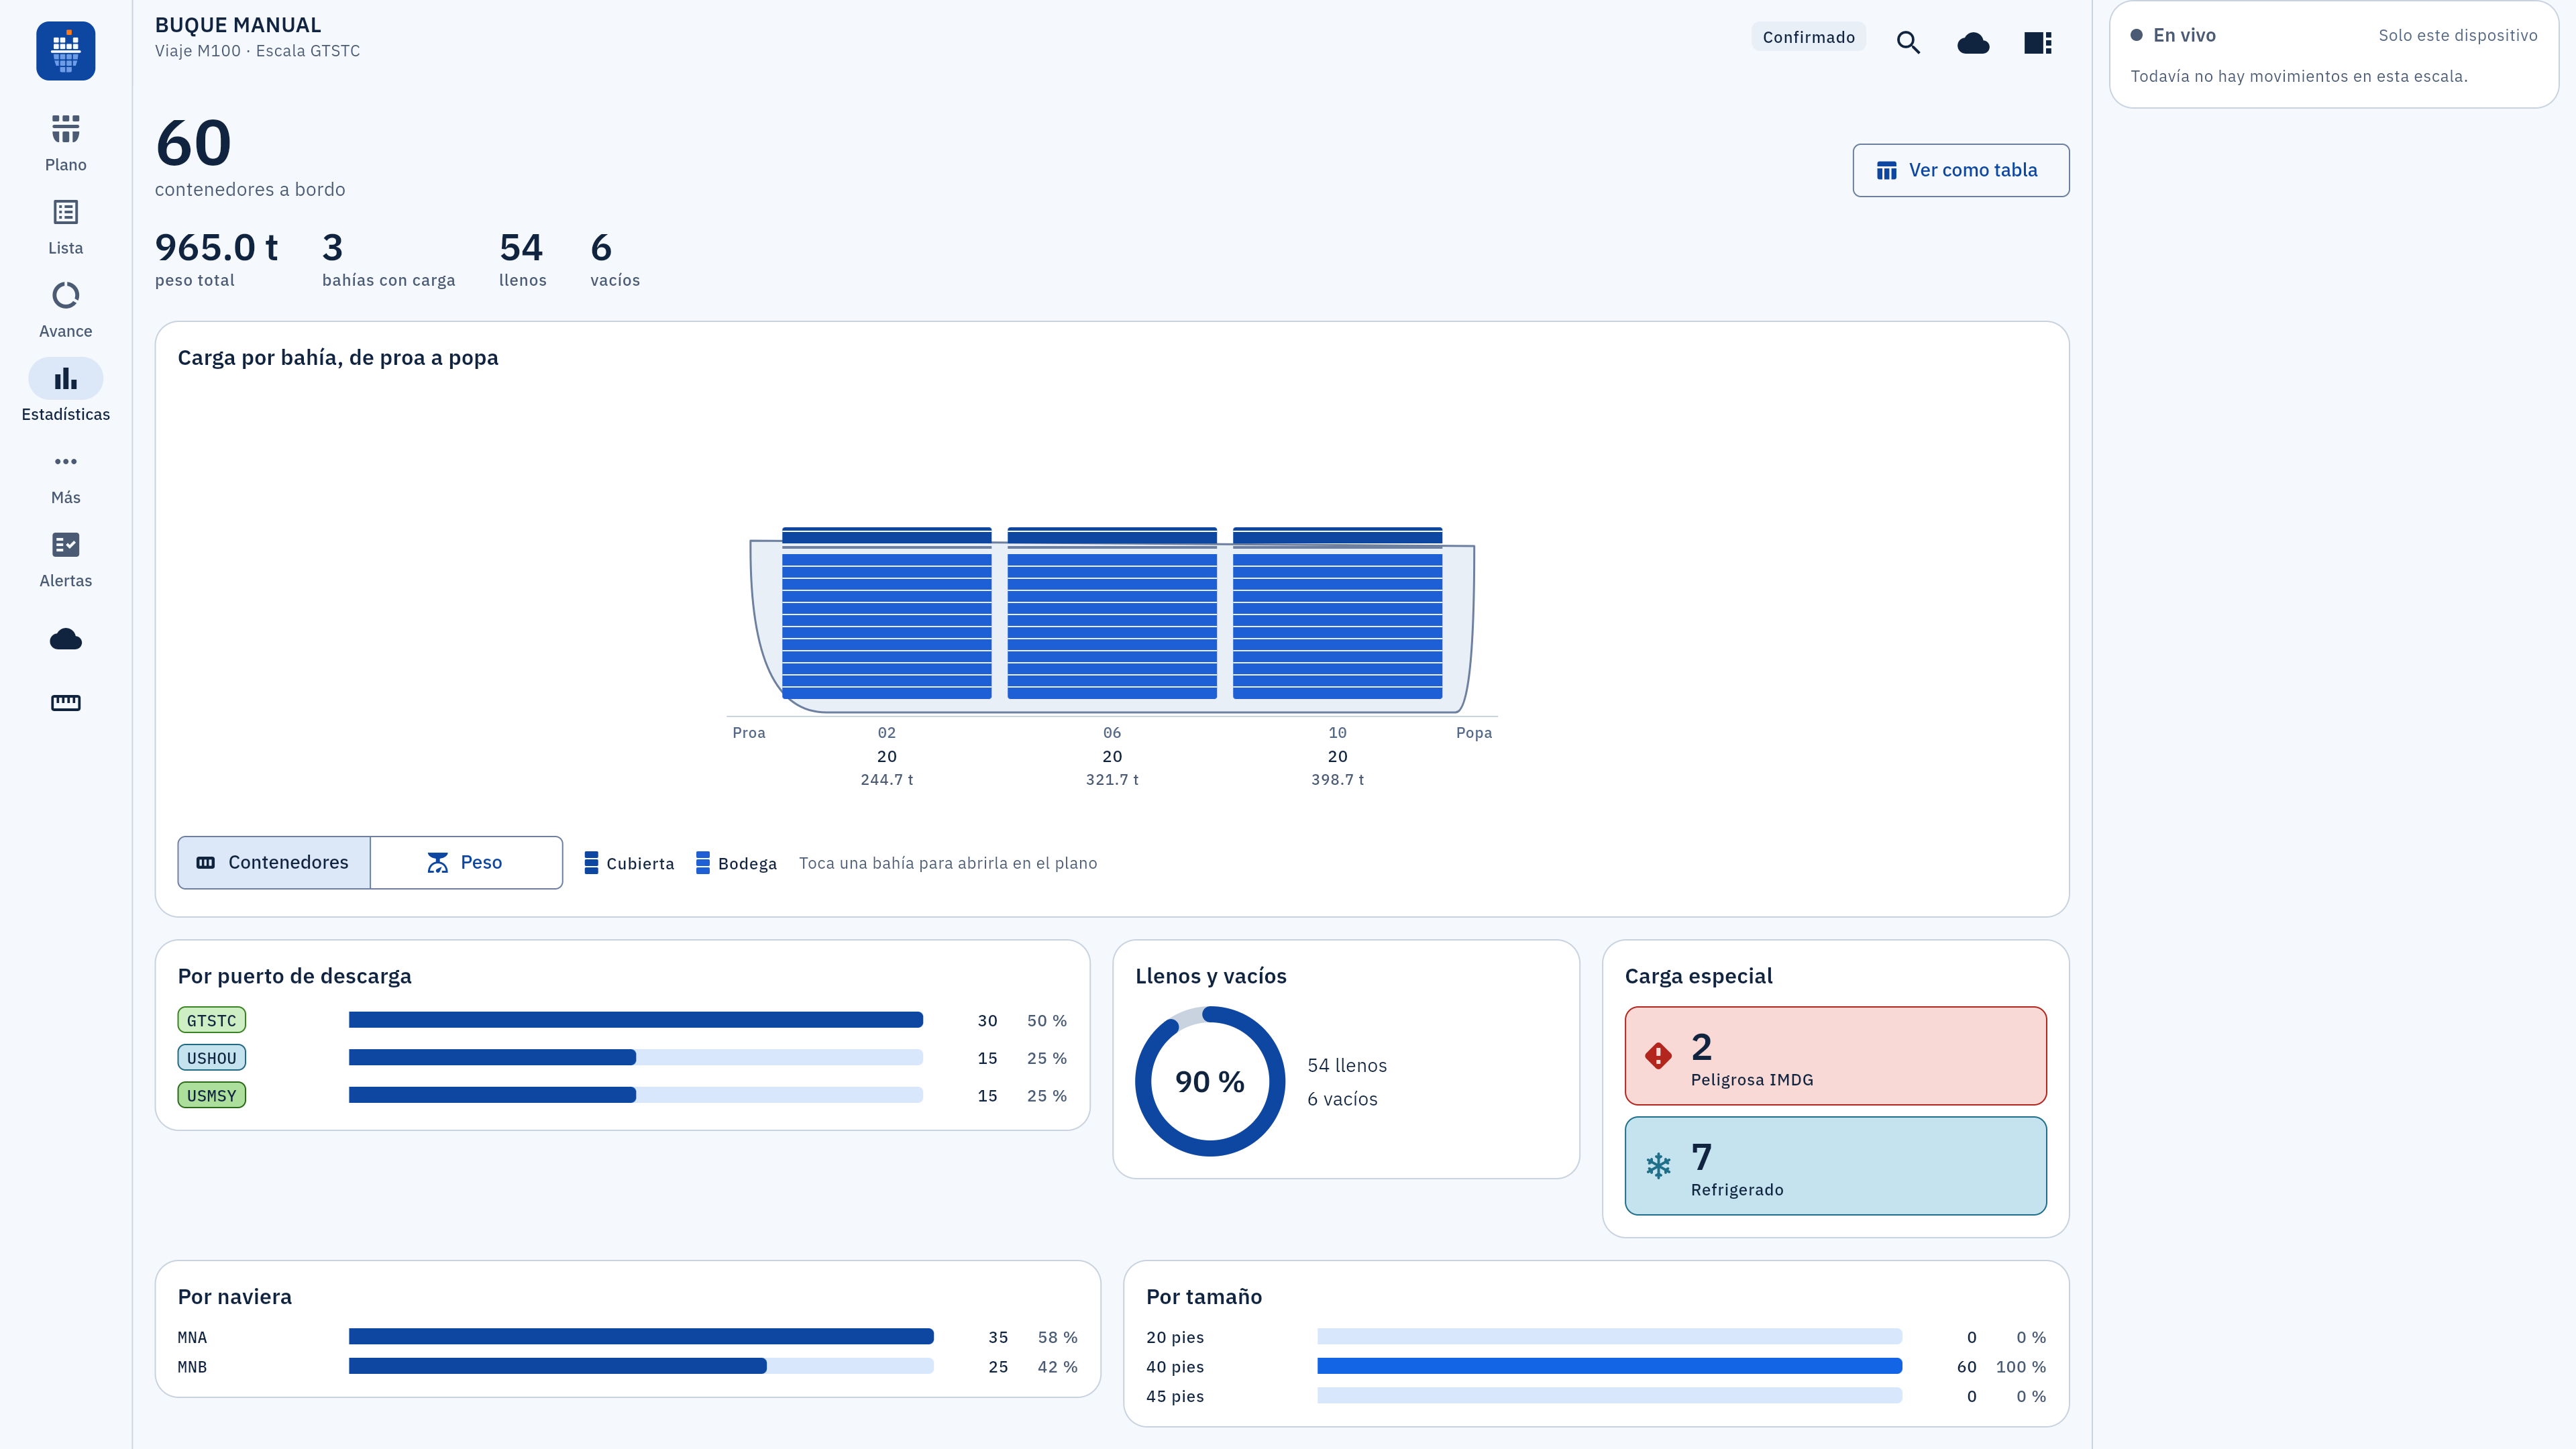 BUQUE MANUAL
Viaje M100 · Escala GTSTC
Confirmado
En vivo
Solo este dispositivo
Todavía no hay movimientos en esta escala.
Plano
Lista
Avance
Estadísticas
Más
Alertas
60
contenedores a bordo
Ver como tabla
965.0 t
peso total
3
bahías con carga
54
llenos
6
vacíos
Carga por bahía, de proa a popa
Proa
02
06
10
Popa
20
20
20
244.7 t
321.7 t
398.7 t
Contenedores
Peso
Cubierta
Bodega
Toca una bahía para abrirla en el plano
Por puerto de descarga
GTSTC 30 50 %
USHOU 15 25 %
USMSY 15 25 %
Llenos y vacíos
90 %
54 llenos
6 vacíos
Carga especial
2
Peligrosa IMDG
7
Refrigerado
Por naviera
MNA 35 58 %
MNB 25 42 %
Por tamaño
20 pies 0 0 %
40 pies 60 100 %
45 pies 0 0 %